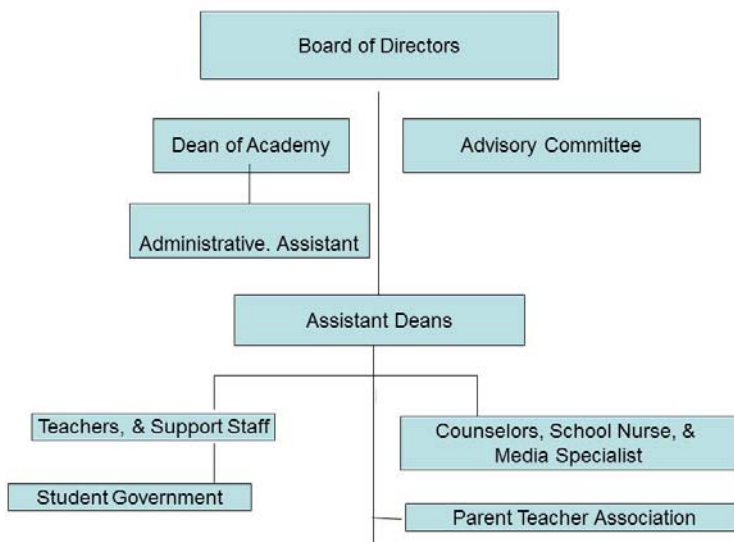 Board of Directors
Dean of Academy
Advisory Committee
Administrative. Assistant
Assistant Deans
Teachers, & Support Staff
Counselors, School Nurse, &
Media Specialist
Student Government
Parent Teacher Association